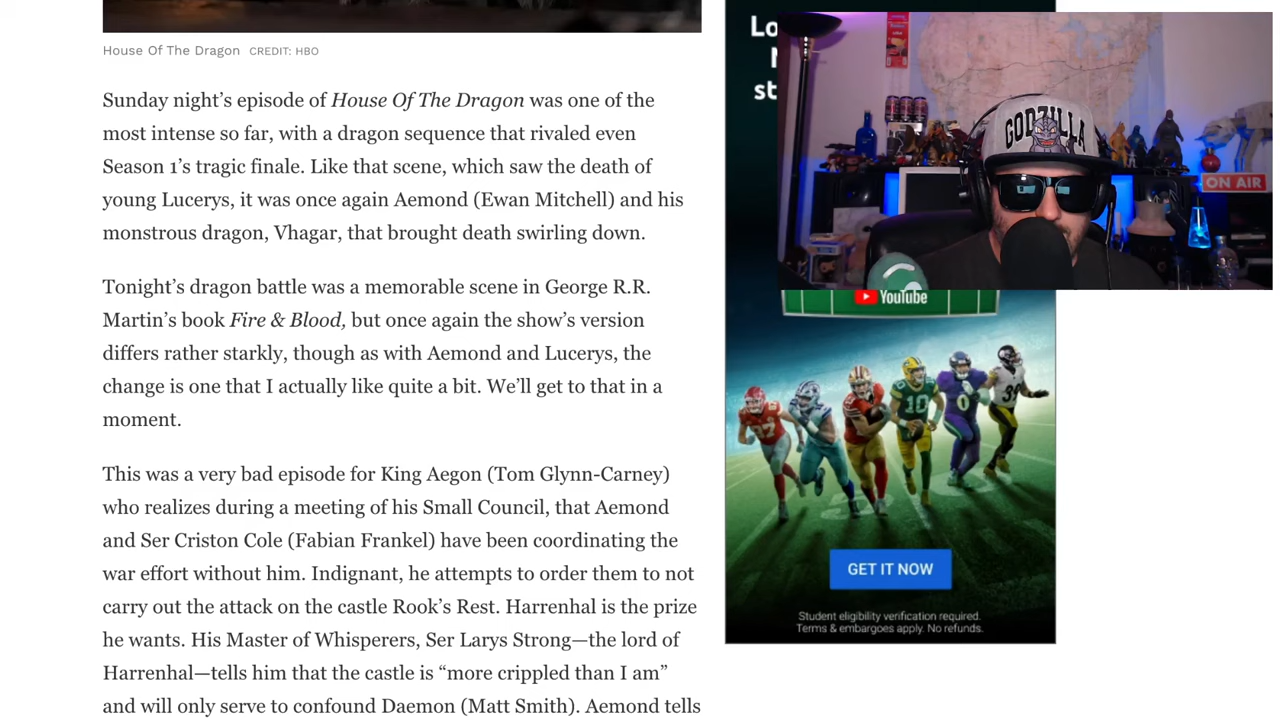 House Of The Dragon CREDIT: HBO
Sunday night’s episode of House Of The Dragon was one of the
most intense so far, with a dragon sequence that rivaled even
Season 1’s tragic finale. Like that scene, which saw the death of
young Lucerys, it was once again Aemond (Ewan Mitchell) and his
monstrous dragon, Vhagar, that brought death swirling down.
Tonight’s dragon battle was a memorable scene in George R.R.
Martin’s book Fire & Blood, but once again the show’s version
differs rather starkly, though as with Aemond and Lucerys, the
change is one that I actually like quite a bit. We’ll get to that in a
moment.
This was a very bad episode for King Aegon (Tom Glynn-Carney)
who realizes during a meeting of his Small Council, that Aemond
and Ser Criston Cole (Fabian Frankel) have been coordinating the
war effort without him. Indignant, he attempts to order them to not
carry out the attack on the castle Rook’s Rest. Harrenhal is the prize
he wants. His Master of Whisperers, Ser Larys Strong—the lord of
Harrenhal—tells him that the castle is “more crippled than I am”
and will only serve to confound Daemon (Matt Smith). Aemond tells
GODZILLA
ON AIR
YouTube
10
0
GET IT NOW
Student eligibility verification required.
Terms & embargoes apply. No refunds.